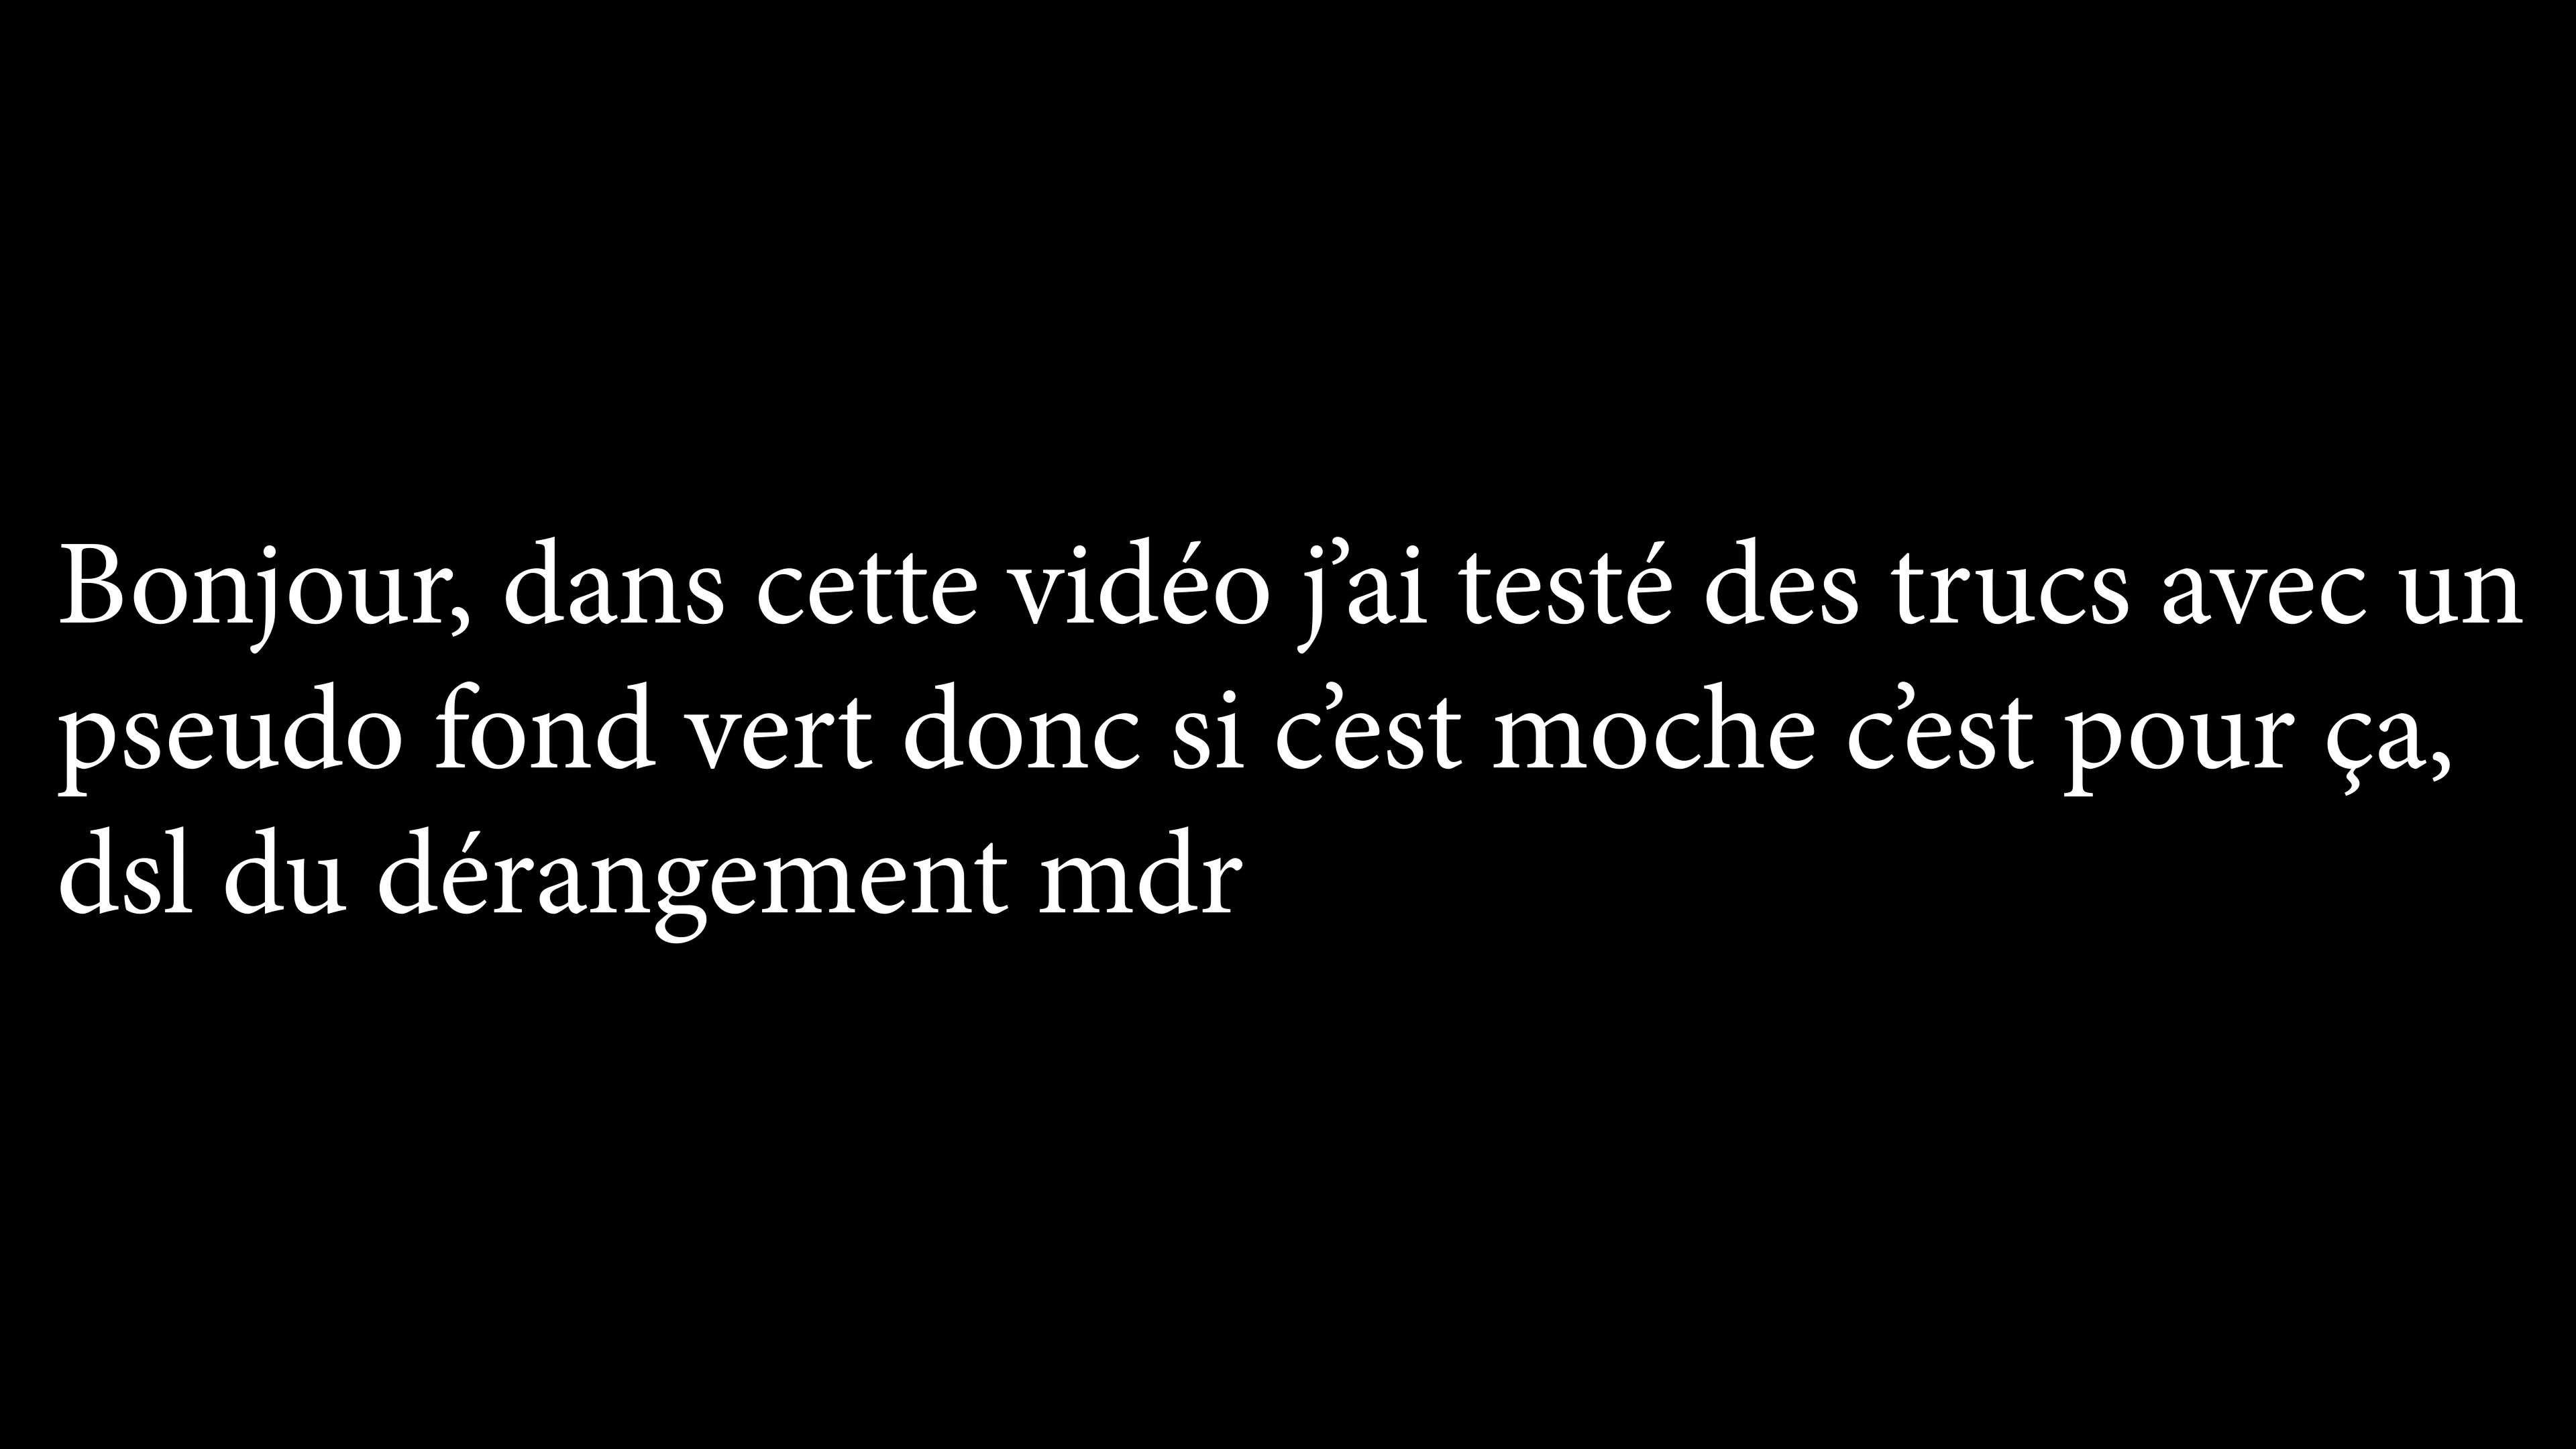 Bonjour, dans cette vidéo j’ai testé des trucs avec un
pseudo fond vert donc si c’est moche c’est pour ça,
dsl du dérangement mdr